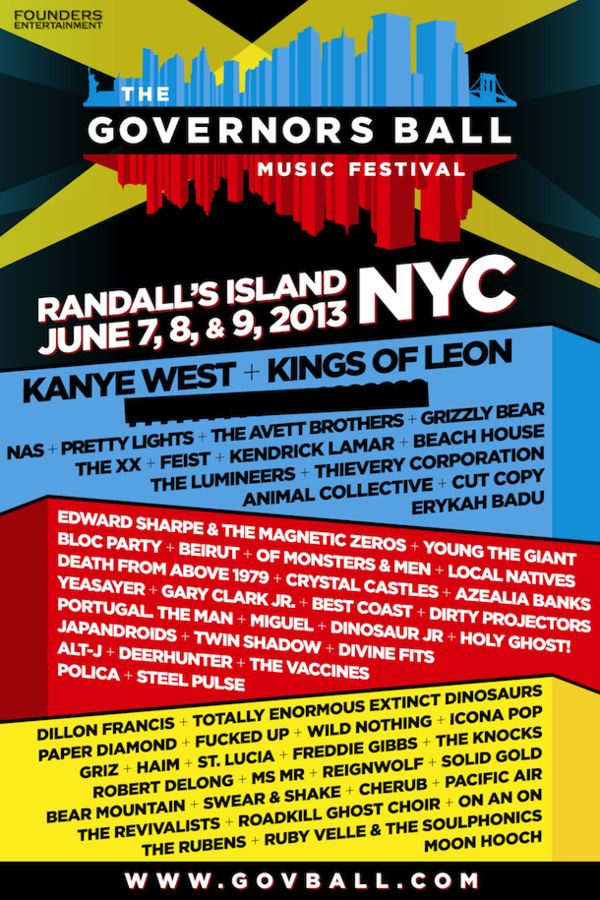 FOUNDERS
ENTERTAINMENT
THE
GOVERNORS BALL
MUSIC FESTIVAL
RANDALL'S ISLAND
JUNE 7, 8, & 9, 2013
NYC
KANYE WEST + KINGS OF LEON
NAS + PRETTY LIGHTS + THE AVETT BROTHERS + GRIZZLY BEAR
THE XX + FEIST + KENDRICK LAMAR + BEACH HOUSE
THE LUMINEERS + THIEVERY CORPORATION
ANIMAL COLLECTIVE + CUT COPY
ERYKAH BADU
EDWARD SHARPE & THE MAGNETIC ZEROS + YOUNG THE GIANT
BLOC PARTY + BEIRUT + OF MONSTERS & MEN + LOCAL NATIVES
DEATH FROM ABOVE 1979 + CRYSTAL CASTLES + AZEALIA BANKS
YEASAYER + GARY CLARK JR. + BEST COAST + DIRTY PROJECTORS
PORTUGAL. THE MAN + MIGUEL + DINOSAUR JR + HOLY GHOST!
JAPANDROIDS + TWIN SHADOW + DIVINE FITS
ALT-J + DEERHUNTER + THE VACCINES
POLICA + STEEL PULSE
DILLON FRANCIS + TOTALLY ENORMOUS EXTINCT DINOSAURS
PAPER DIAMOND + FUCKED UP + WILD NOTHING + ICONA POP
GRIZ + HAIM + ST. LUCIA + FREDDIE GIBBS + THE KNOCKS
ROBERT DELONG + MS MR + REIGNWOLF + SOLID GOLD
BEAR MOUNTAIN + SWEAR & SHAKE + CHERUB + PACIFIC AIR
THE REVIVALISTS + ROADKILL GHOST CHOIR + ON AN ON
THE RUBENS + RUBY VELLE & THE SOULPHONICS
MOON HOOCH
WWW.GOVBALL.COM